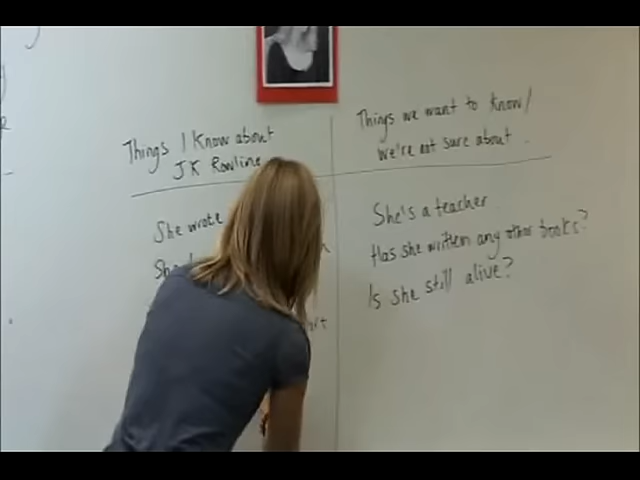 Things I Know about
JK Rowling
She wrote
Things we want to know/
we're not sure about
She's a teacher
Has she written any other books?
Is she still alive?